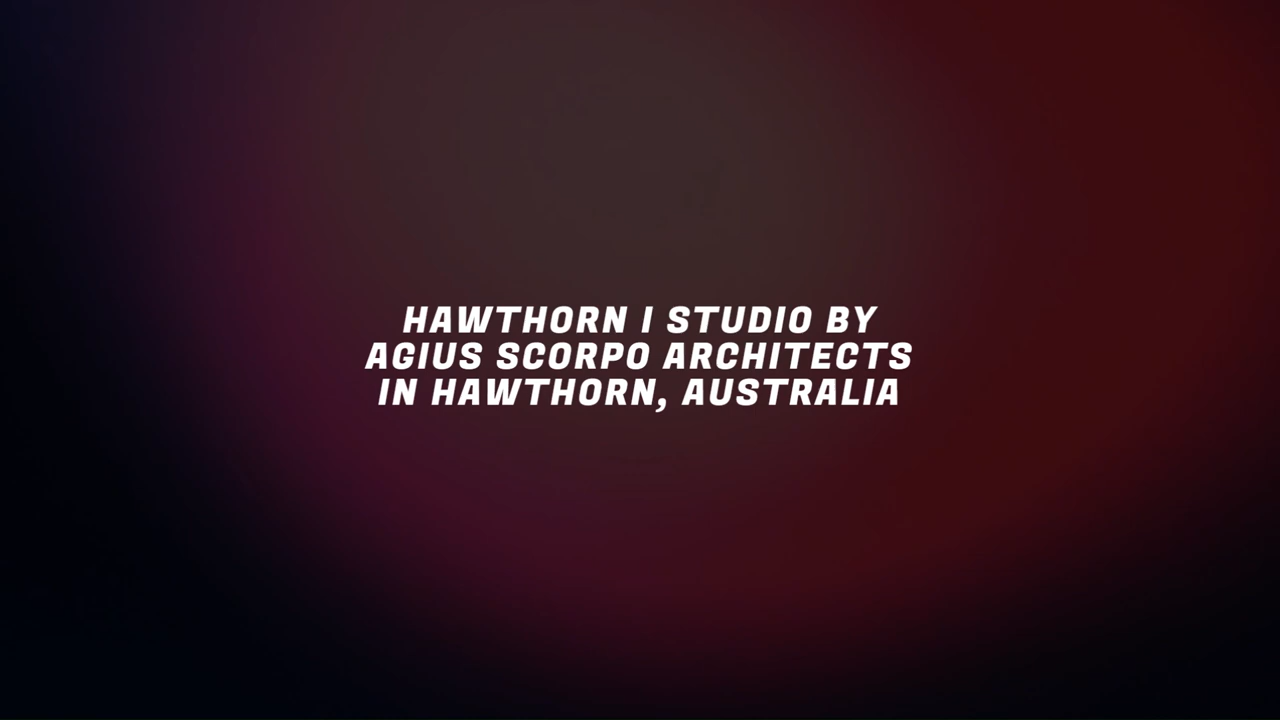 HAWTHORN I STUDIO BY
AGIUS SCORPO ARCHITECTS
IN HAWTHORN, AUSTRALIA